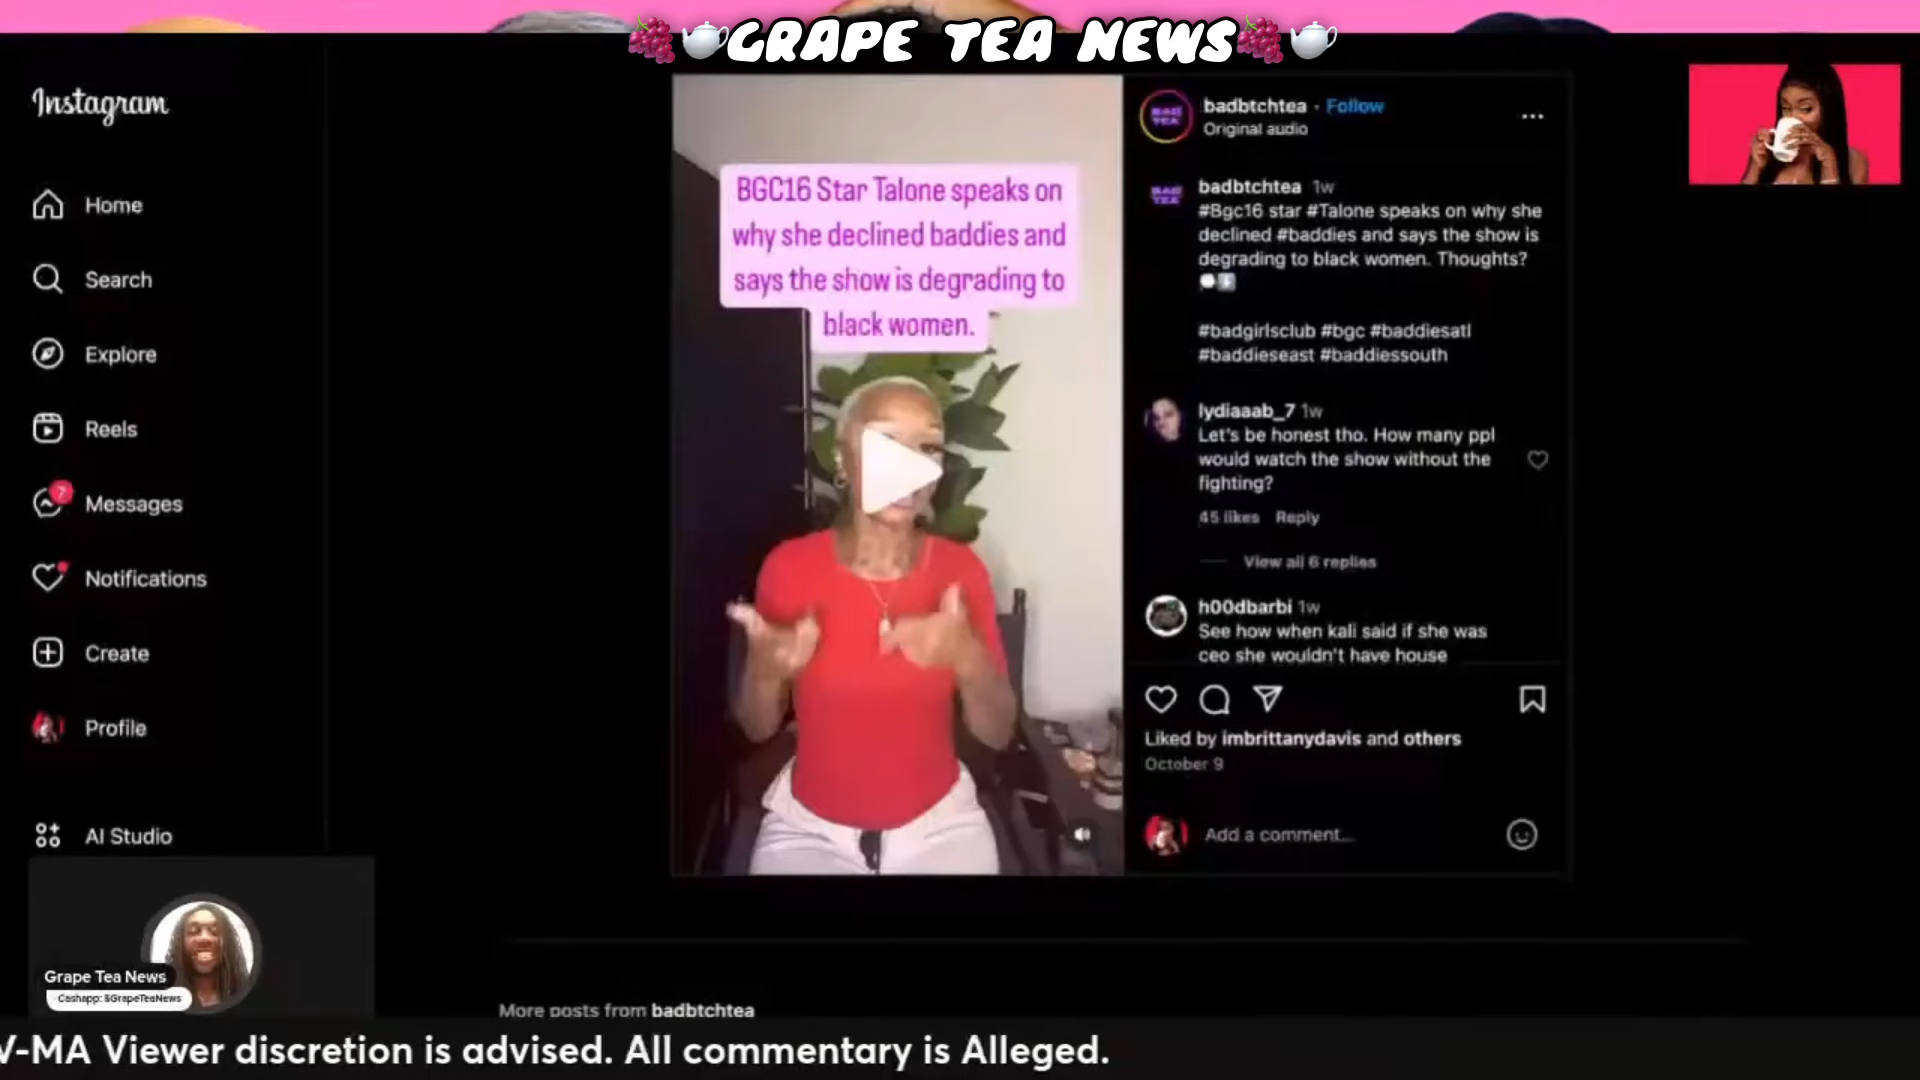 GRAPE TEA NEWS
Instagram
Home
Search
Explore
Reels
7
Messages
Notifications
Create
Profile
AI Studio
Grape Tea News
Cashapp: $GrapeTeaNews
BGC16 Star Talone speaks on
why she declined baddies and
says the show is degrading to
black women.
badbtchtea · Follow
Original audio
badbtchtea 1w
#Bgc16 star #Talone speaks on why she
declined #baddies and says the show is
degrading to black women. Thoughts?
#badgirlsclub #bgc #baddiesatl
#baddieseast #baddiessouth
lydiaaab_7 1w
Let's be honest tho. How many ppl
would watch the show without the
fighting?
45 likes Reply
View all 6 replies
h00dbarbi 1w
See how when kali said if she was
ceo she wouldn't have house
Liked by imbrittanydavis and others
October 9
Add a comment...
More posts from badbtchtea
V-MA Viewer discretion is advised. All commentary is Alleged.